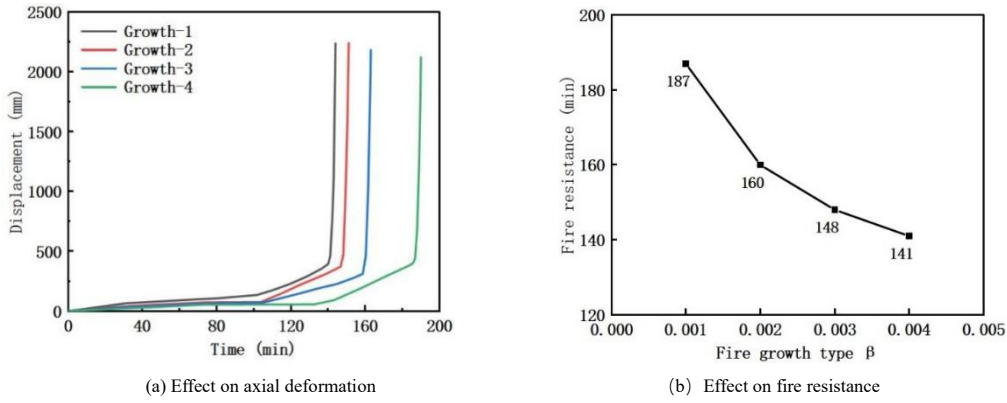 2500
2000
1500
1000
500
0
Displacement (mm)
Growth-1
Growth-2
Growth-3
Growth-4
0 40 80 120 160 200
Time (min)
(a) Effect on axial deformation
180
160
140
120
Fire resistance (min)
187
160
148
141
0.000 0.001 0.002 0.003 0.004 0.005
Fire growth type β
(b) Effect on fire resistance